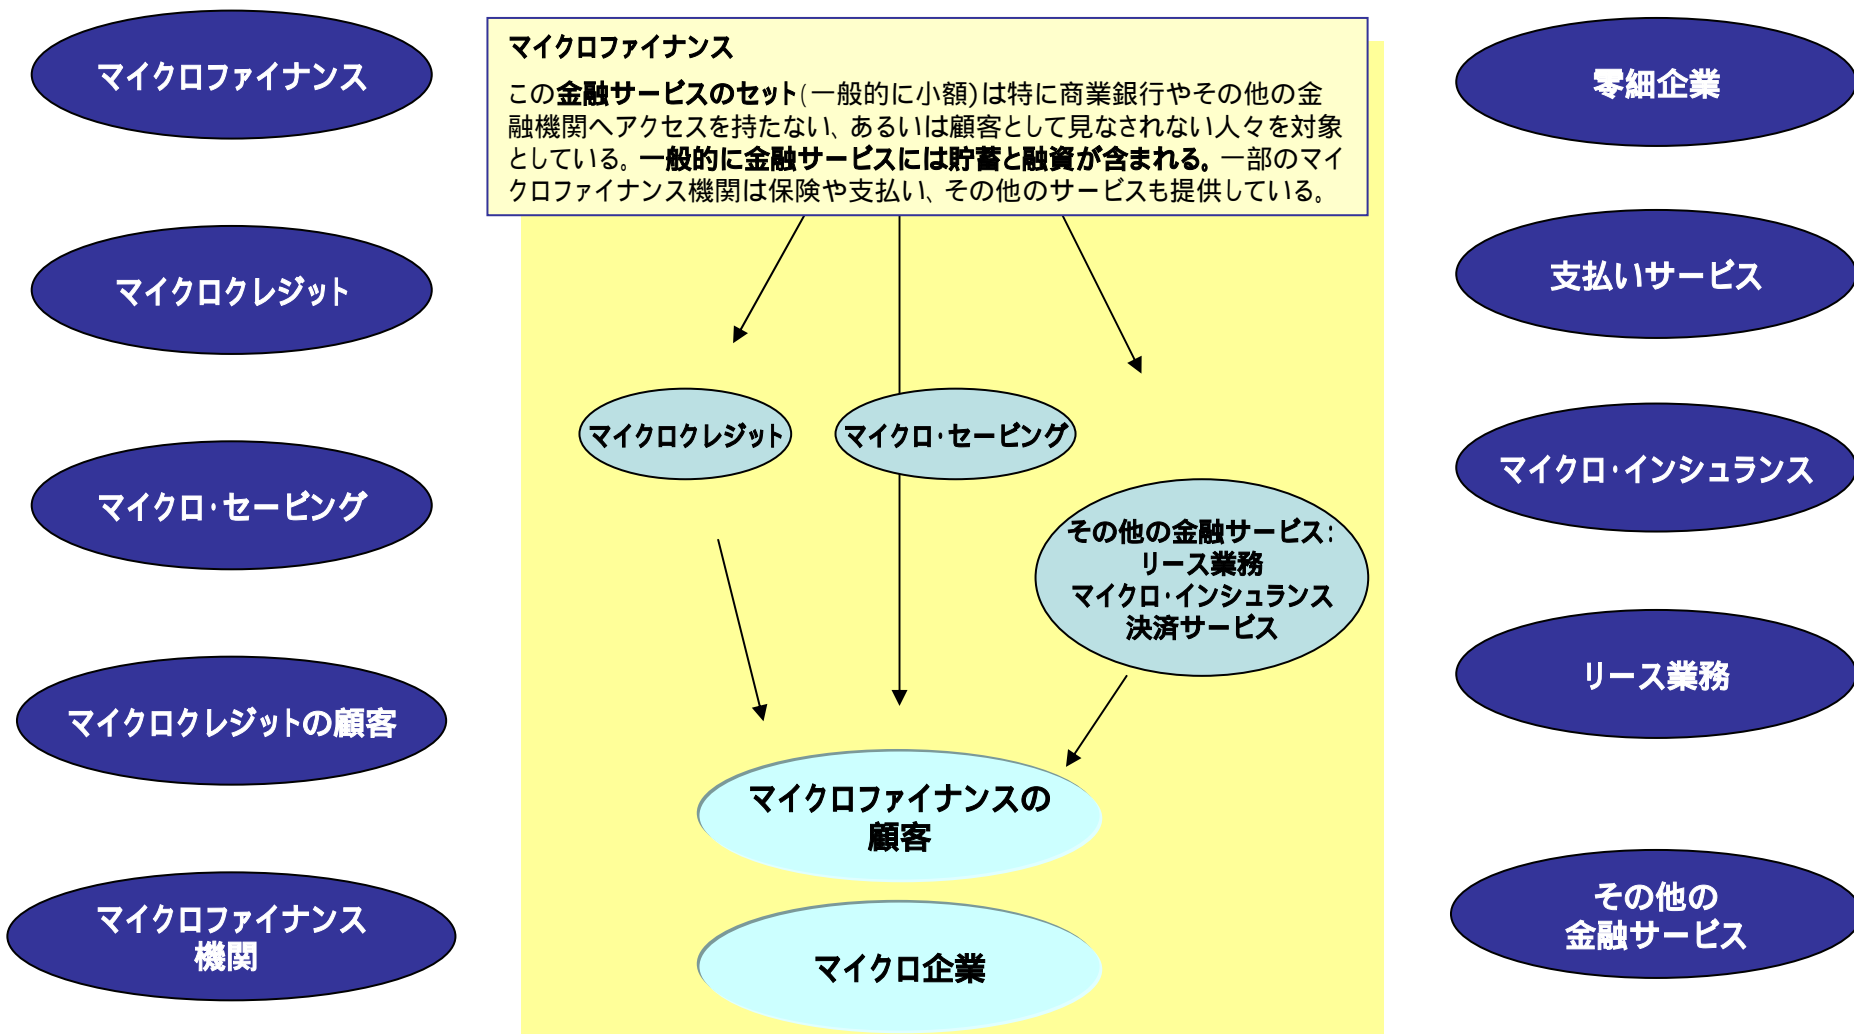 マイクロファイナンス
マイクロクレジット
マイクロ・セービング
マイクロクレジットの顧客
マイクロファイナンス
機関
マイクロファイナンス
この金融サービスのセット(一般的に小額)は特に商業銀行やその他の金
融機関へアクセスを持たない、あるいは顧客として見なされない人々を対象
としている。一般的に金融サービスには貯蓄と融資が含まれる。一部のマイ
クロファイナンス機関は保険や支払い、その他のサービスも提供している。
マイクロクレジット
マイクロ・セービング
その他の金融サービス:
リース業務
マイクロ・インシュランス
決済サービス
マイクロファイナンスの
顧客
マイクロ企業
零細企業
支払いサービス
マイクロ・インシュランス
リース業務
その他の
金融サービス